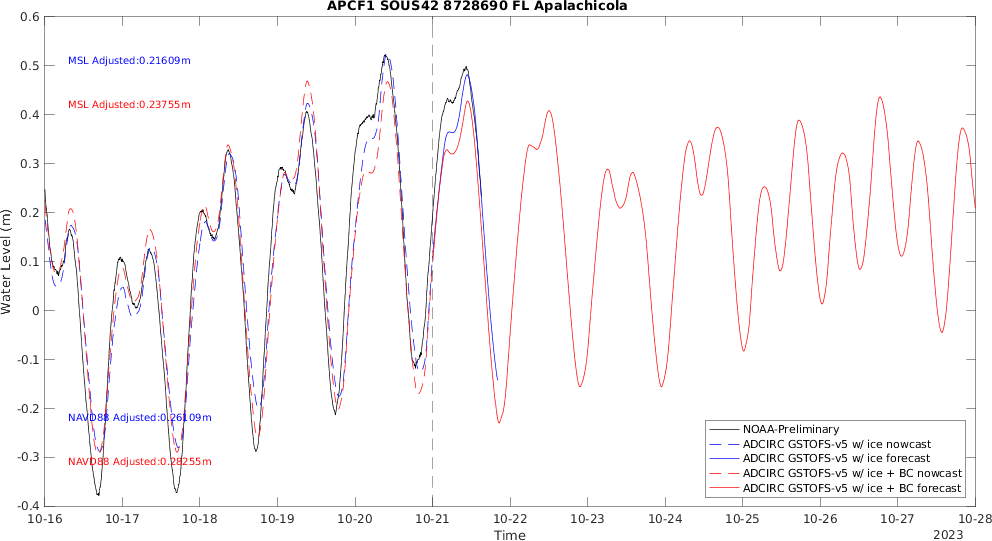 APCF1 SOUS42 8728690 FL Apalachicola
0.6
0.5
0.4
0.3
0.2
0.1
0
-0.1
-0.2
-0.3
-0.4
Water Level (m)
MSL Adjusted:0.21609m
MSL Adjusted:0.23755m
NAVD88 Adjusted:0.26109m
NAVD88 Adjusted:0.28255m
NOAA-Preliminary
ADCIRC GSTOFS-v5 w/ ice nowcast
ADCIRC GSTOFS-v5 w/ ice forecast
ADCIRC GSTOFS-v5 w/ ice + BC nowcast
ADCIRC GSTOFS-v5 w/ ice + BC forecast
10-16 10-17 10-18 10-19 10-20 10-21 10-22 10-23 10-24 10-25 10-26 10-27 10-28
Time
2023